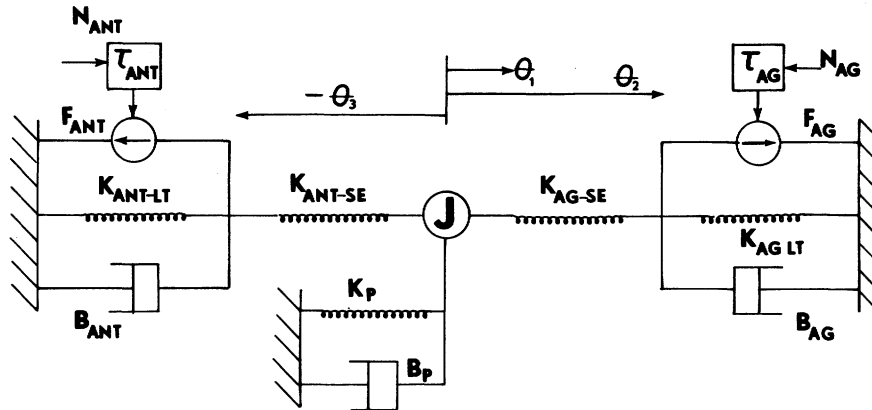 N_ANT
τ_ANT
θ_1
θ_2
-θ_3
τ_AG
N_AG
F_ANT
F_AG
K_ANT-LT
K_ANT-SE
J
K_AG-SE
K_AG LT
K_P
B_ANT
B_P
B_AG